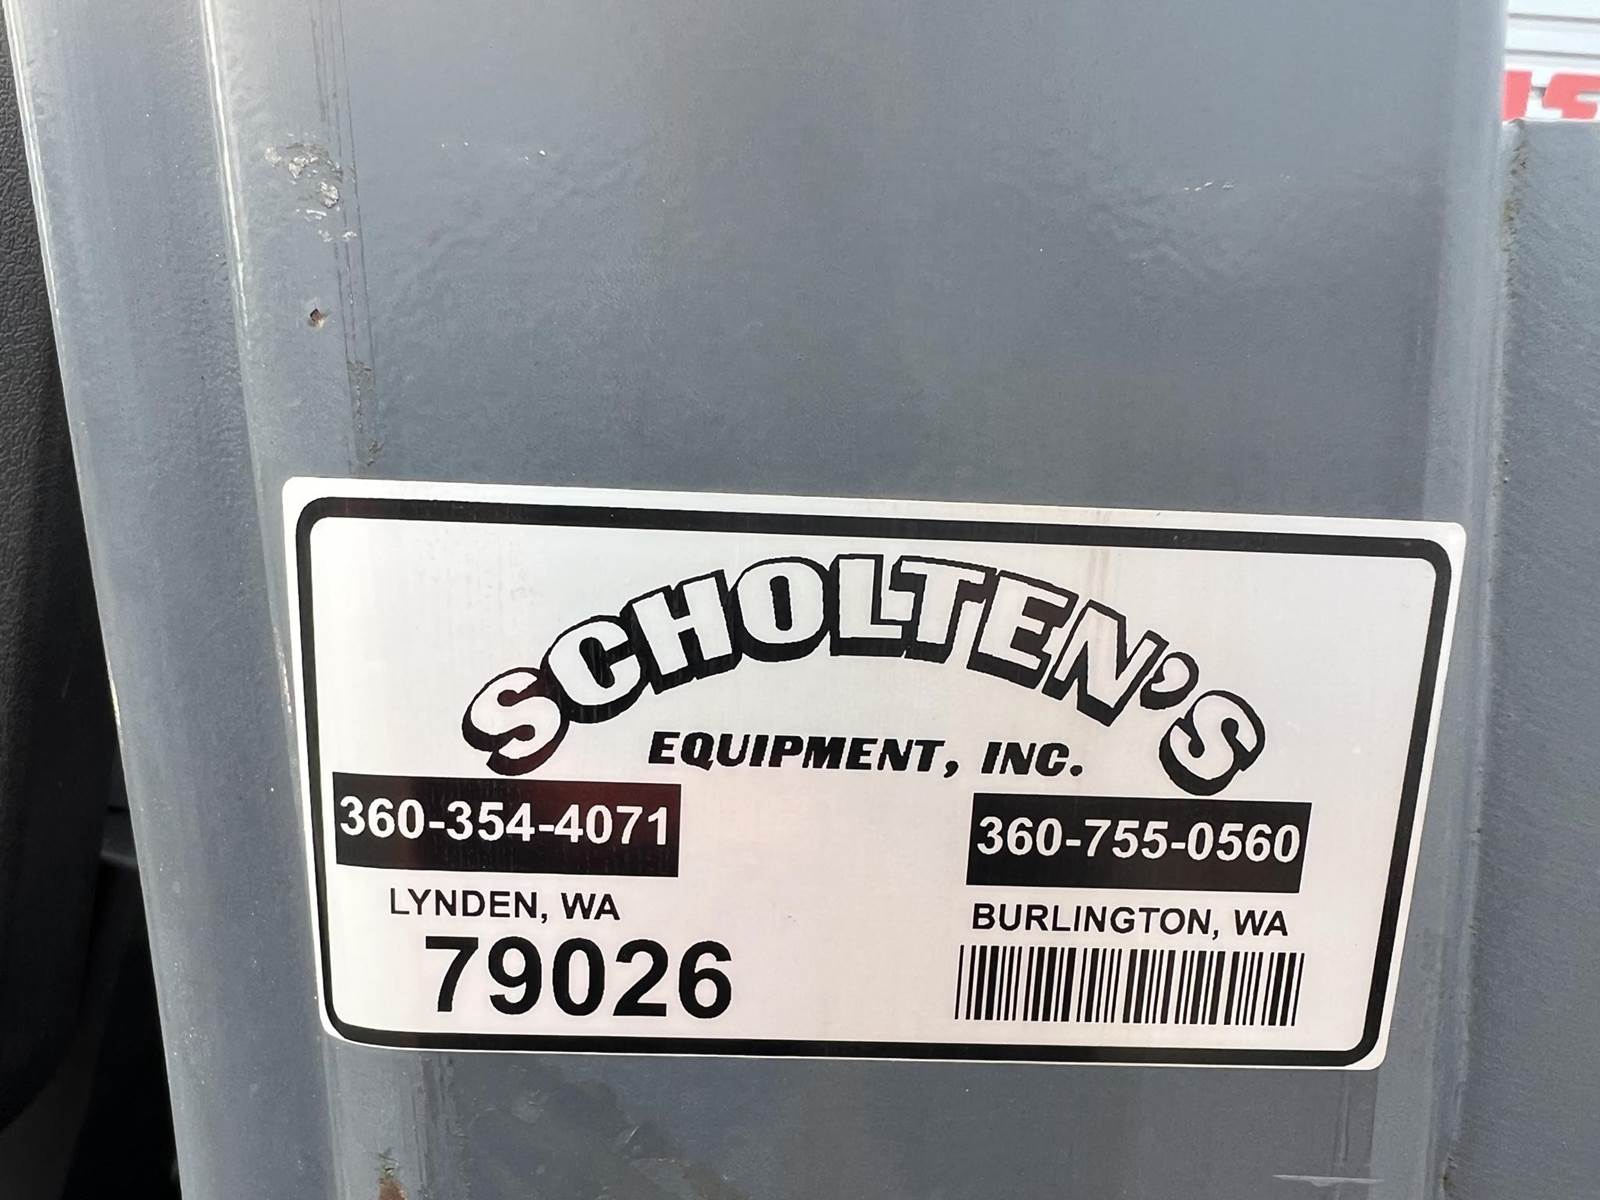 SCHOLTEN'S
EQUIPMENT, INC.
360-354-4071
LYNDEN, WA
79026
360-755-0560
BURLINGTON, WA